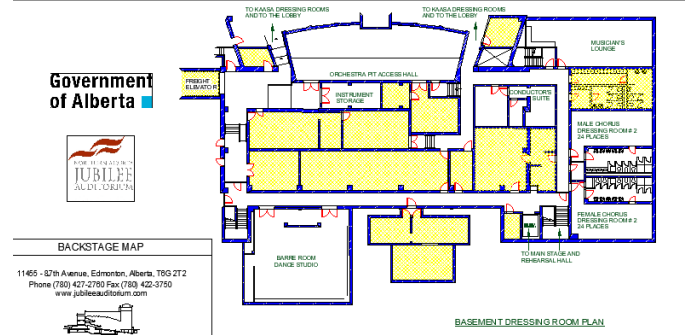 TO KAASA DRESSING ROOMS
AND TO THE LOBBY
TO KAASA DRESSING ROOMS
AND TO THE LOBBY
MUSICIAN'S
LOUNGE
ORCHESTRA PIT ACCESS HALL
FREIGHT
ELEVATOR
INSTRUMENT
STORAGE
CONDUCTOR'S
SUITE
Government
of Alberta
MALE CHORUS
DRESSING ROOM # 2
24 PLACES
NORTHERN ALBERTA
JUBILEE
AUDITORIUM
FEMALE CHORUS
DRESSING ROOM # 2
24 PLACES
BACKSTAGE MAP
TO MAIN STAGE AND
REHEARSAL HALL
BARRE ROOM
DANCE STUDIO
11455 - 87th Avenue, Edmonton, Alberta, T6G 2T2
Phone (780) 427-2760 Fax (780) 422-3750
www.jubileeauditorium.com
BASEMENT DRESSING ROOM PLAN